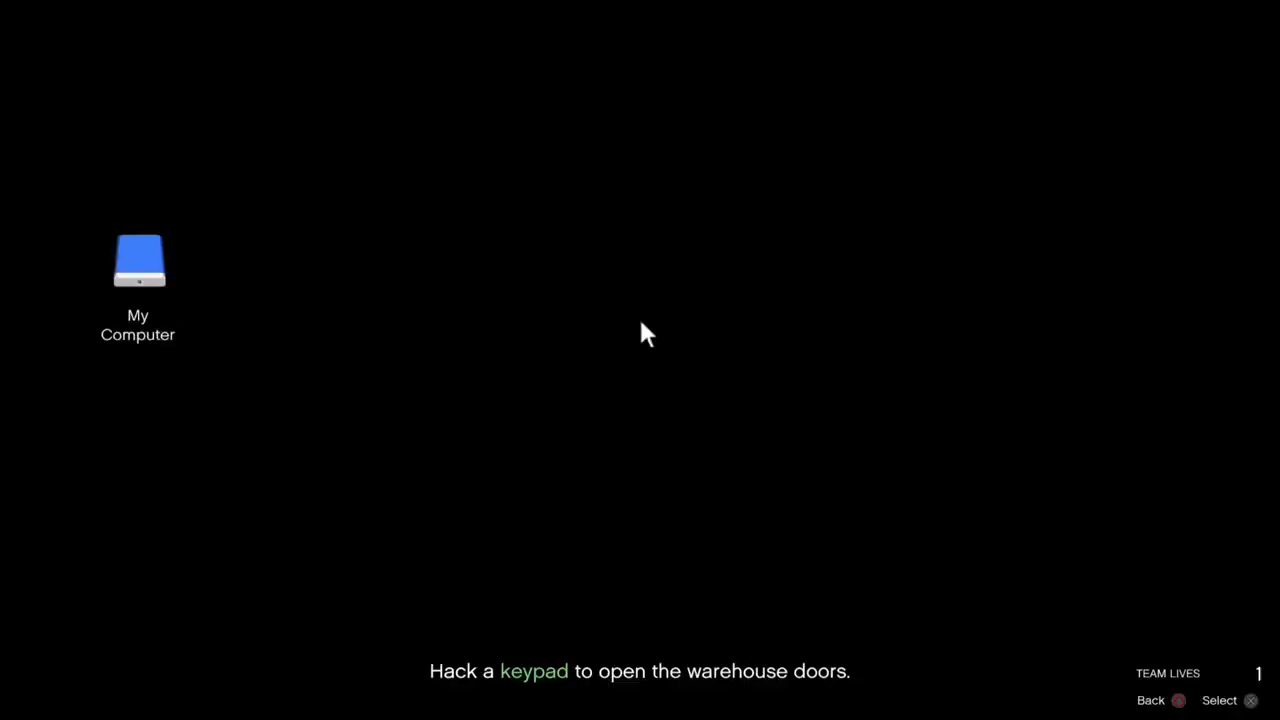 My
Computer
Hack a keypad to open the warehouse doors.
TEAM LIVES 1
Back Select